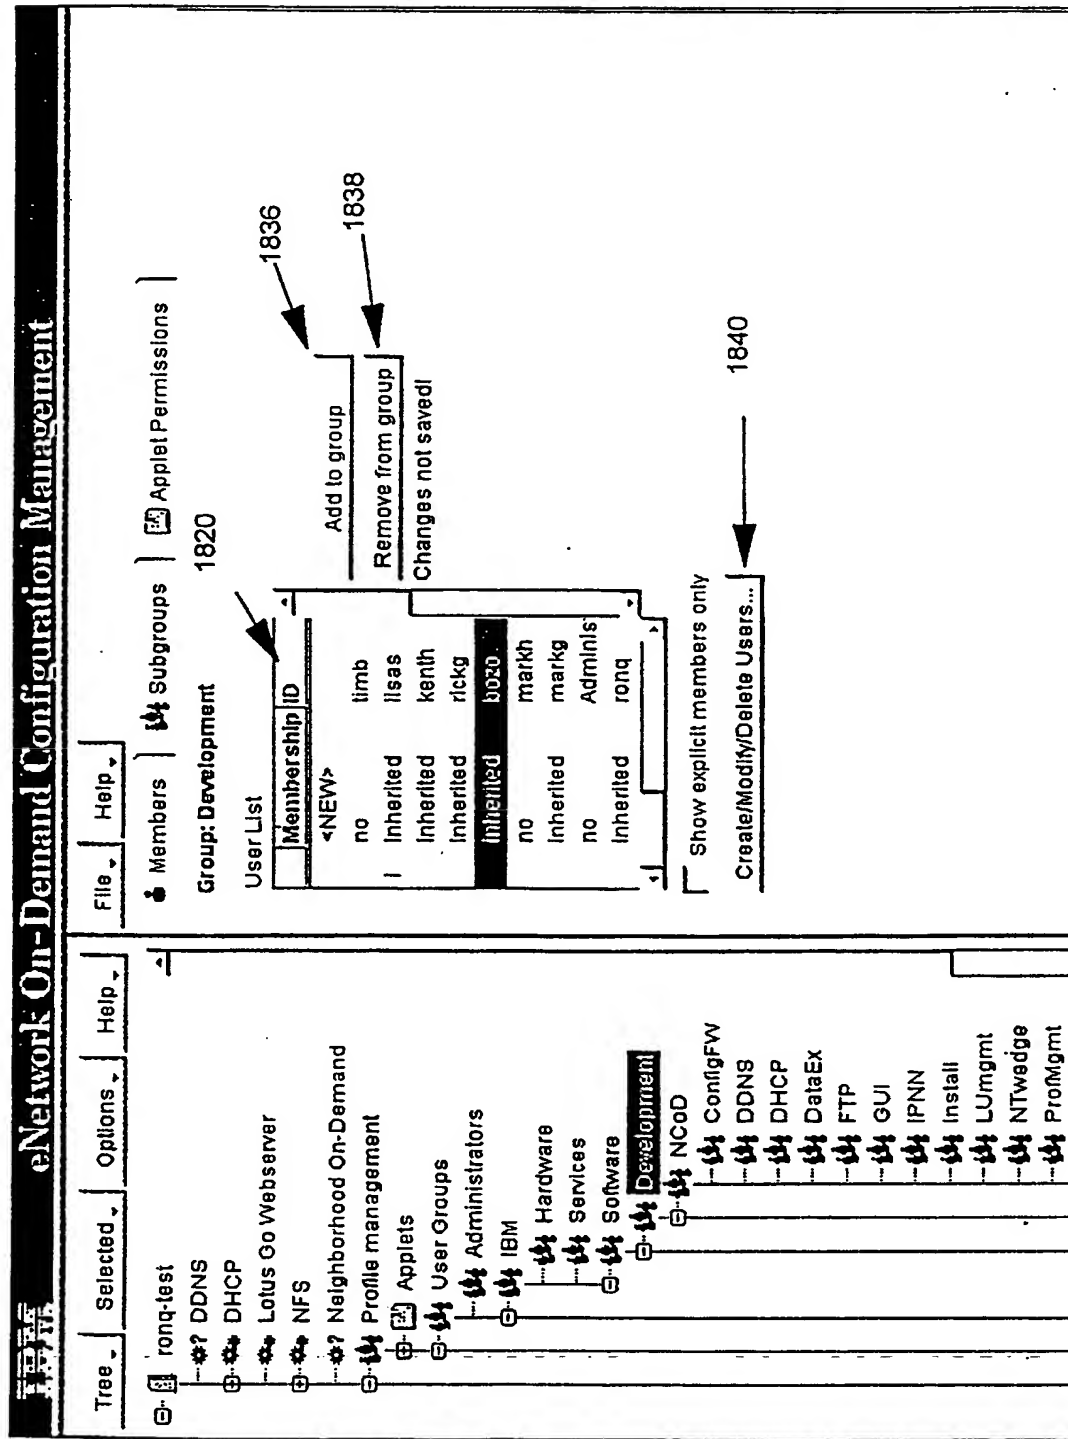 eNetwork On-Demand Configuration Management
Tree Selected Options Help
ronq-test
? DDNS
DHCP
Lotus Go Webserver
NFS
? Neighborhood On-Demand
Profile management
Applets
User Groups
Administrators
IBM
Hardware
Services
Software
Development
NCoD
ConfigFW
DDNS
DHCP
DataEx
FTP
GUI
IPNN
Install
LUmgmt
NTwedge
ProfMgmt
File Help
Members Subgroups Applet Permissions
Group: Development
1820
User List
Membership ID
<NEW>
no timb
Inherited lisas
Inherited kenth
Inherited rickg
Inherited bozo
no markh
Inherited markg
no Adminis
Inherited ronq
Add to group
1836
Remove from group
1838
Changes not saved!
Show explicit members only
Create/Modify/Delete Users...
1840